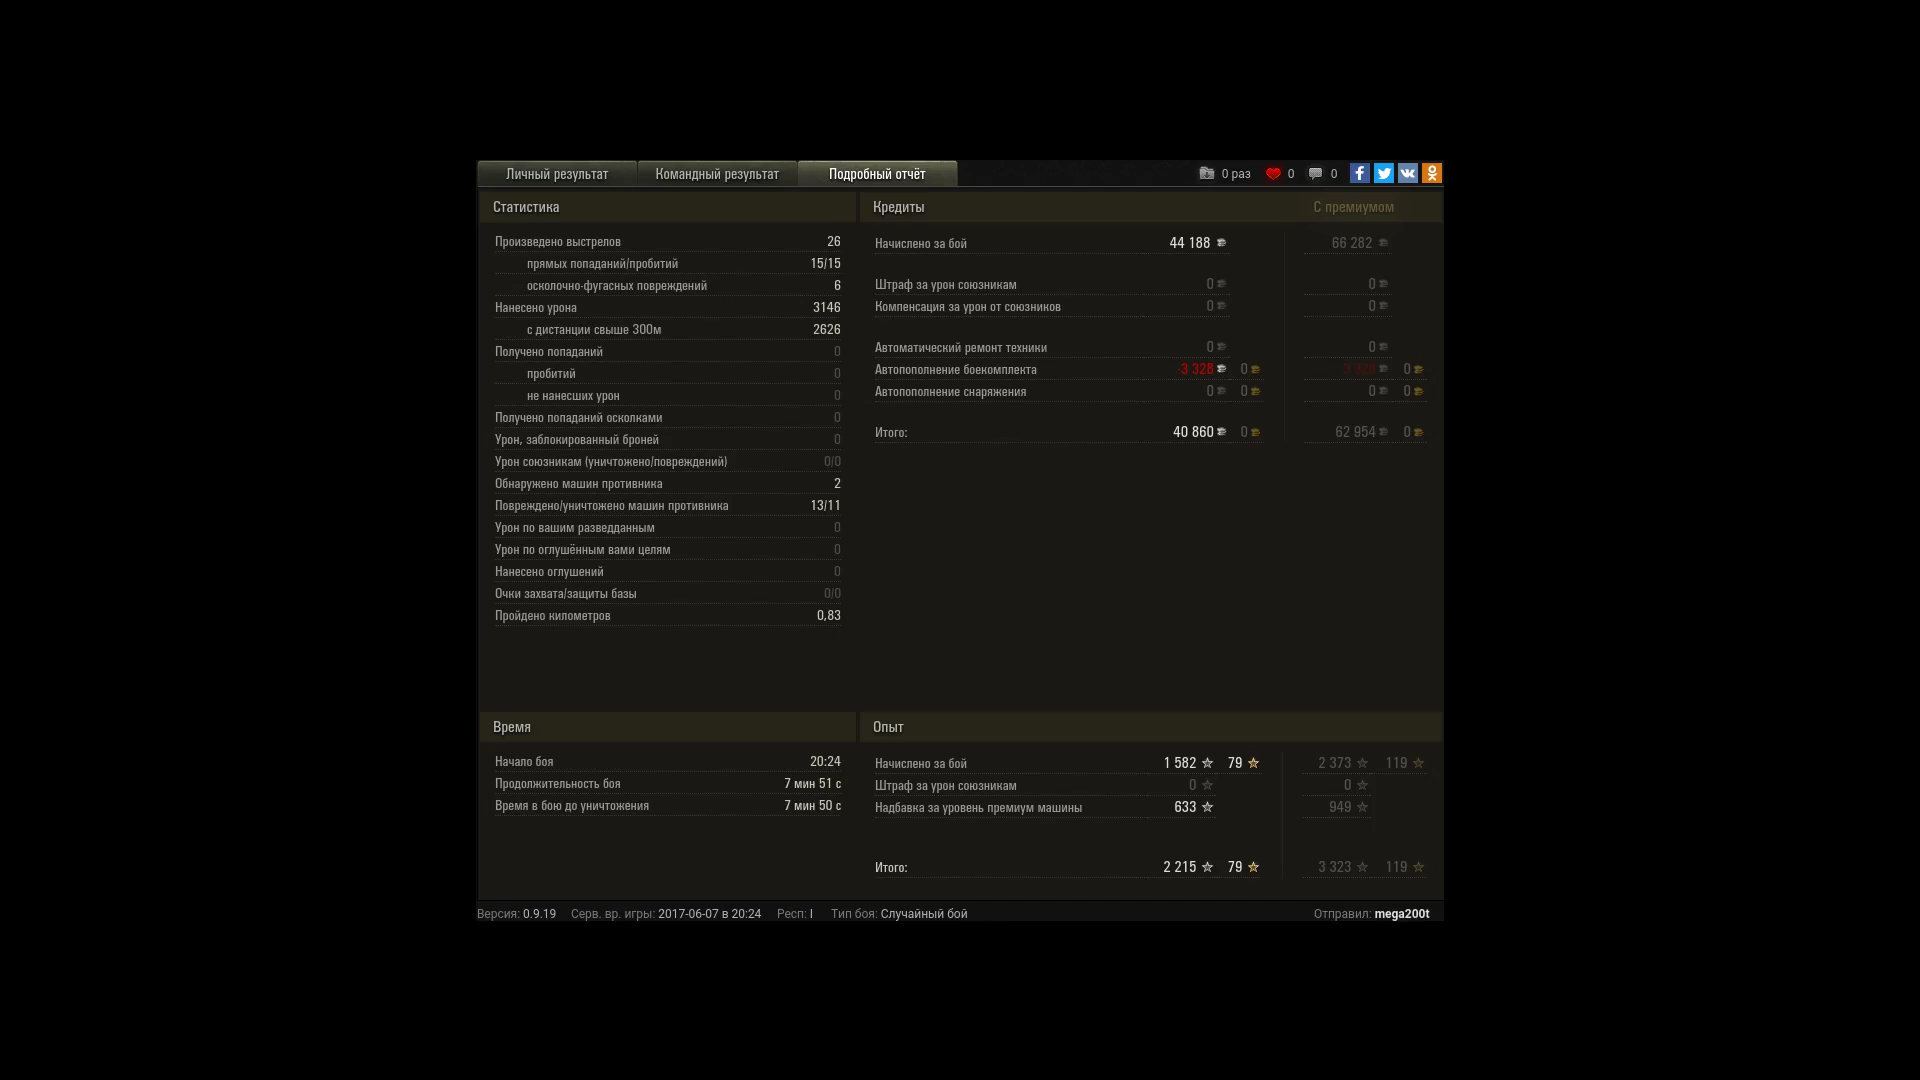 Личный результат Командный результат Подробный отчёт 0 раз 0 0
Статистика
Произведено выстрелов 26
прямых попаданий/пробитий 15/15
осколочно-фугасных повреждений 6
Нанесено урона 3146
с дистанции свыше 300м 2626
Получено попаданий 0
пробитий 0
не нанесших урон 0
Получено попаданий осколками 0
Урон, заблокированный броней 0
Урон союзникам (уничтожено/повреждений) 0/0
Обнаружено машин противника 2
Повреждено/уничтожено машин противника 13/11
Урон по вашим разведданным 0
Урон по оглушённым вами целям 0
Нанесено оглушений 0
Очки захвата/защиты базы 0/0
Пройдено километров 0,83
Кредиты С премиумом
Начислено за бой 44 188 66 282
Штраф за урон союзникам 0 0
Компенсация за урон от союзников 0 0
Автоматический ремонт техники 0 0
Автопополнение боекомплекта -3 328 0 -3 328 0
Автопополнение снаряжения 0 0 0 0
Итого: 40 860 0 62 954 0
Время
Начало боя 20:24
Продолжительность боя 7 мин 51 с
Время в бою до уничтожения 7 мин 50 с
Опыт
Начислено за бой 1 582 79 2 373 119
Штраф за урон союзникам 0 0
Надбавка за уровень премиум машины 633 949
Итого: 2 215 79 3 323 119
Версия: 0.9.19 Серв. вр. игры: 2017-06-07 в 20:24 Респ: I Тип боя: Случайный бой Отправил: mega200t